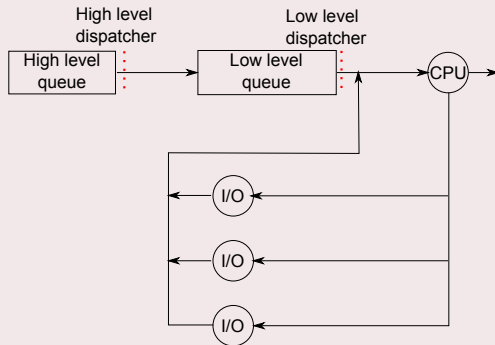 High level
dispatcher
Low level
dispatcher
High level
queue
Low level
queue
CPU
I/O
I/O
I/O